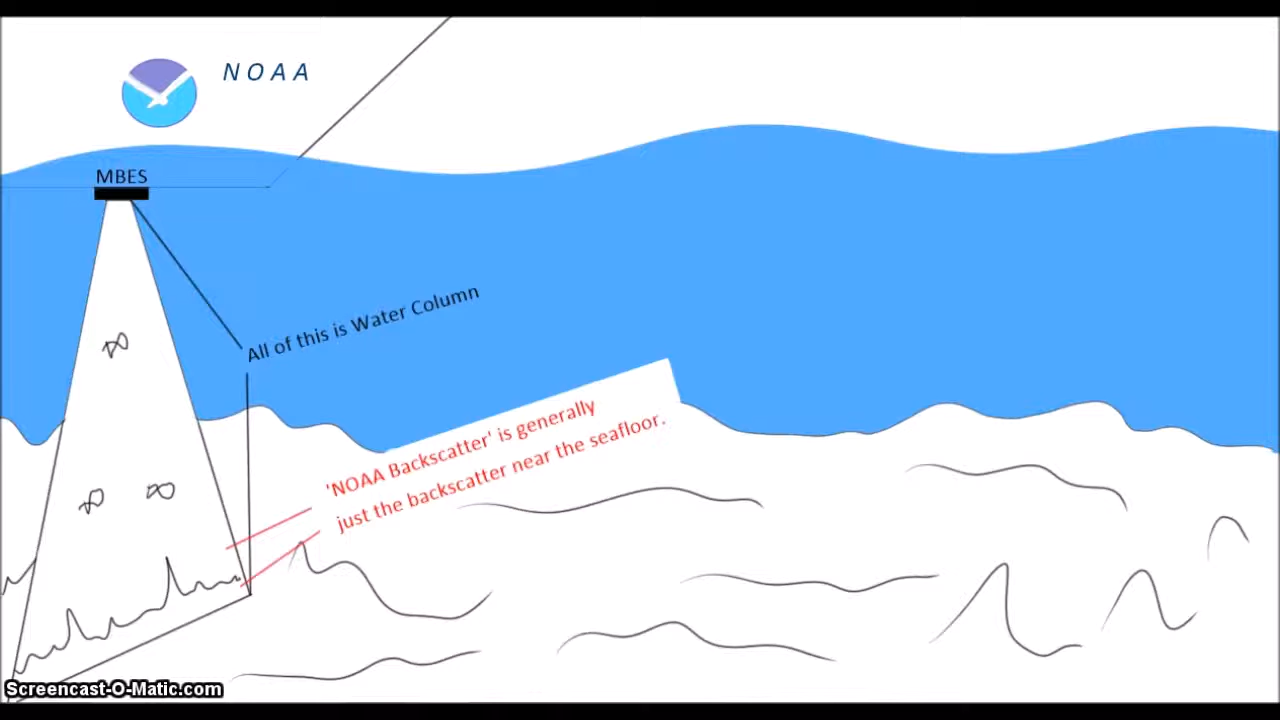 NOAA
MBES
All of this is Water Column
'NOAA Backscatter' is generally
just the backscatter near the seafloor.
Screencast-O-Matic.com